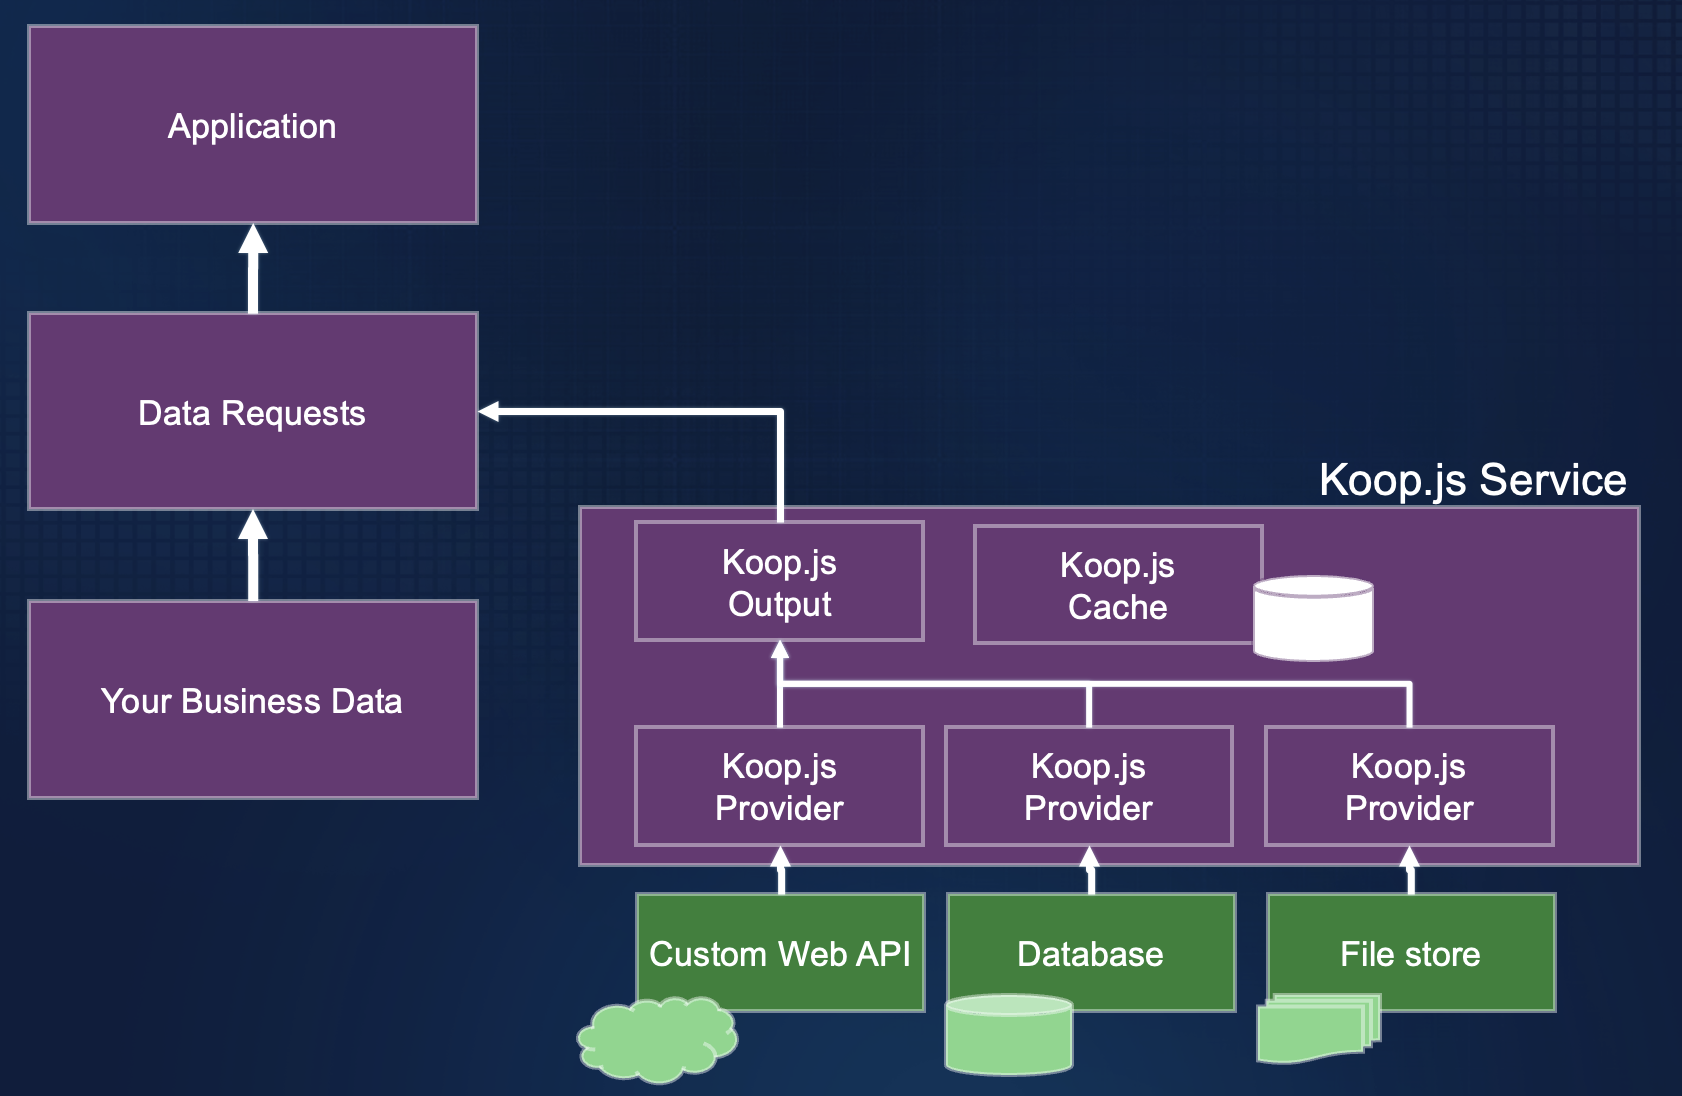 Application
Data Requests
Your Business Data
Koop.js Service
Koop.js
Output
Koop.js
Cache
Koop.js
Provider
Koop.js
Provider
Koop.js
Provider
Custom Web API
Database
File store